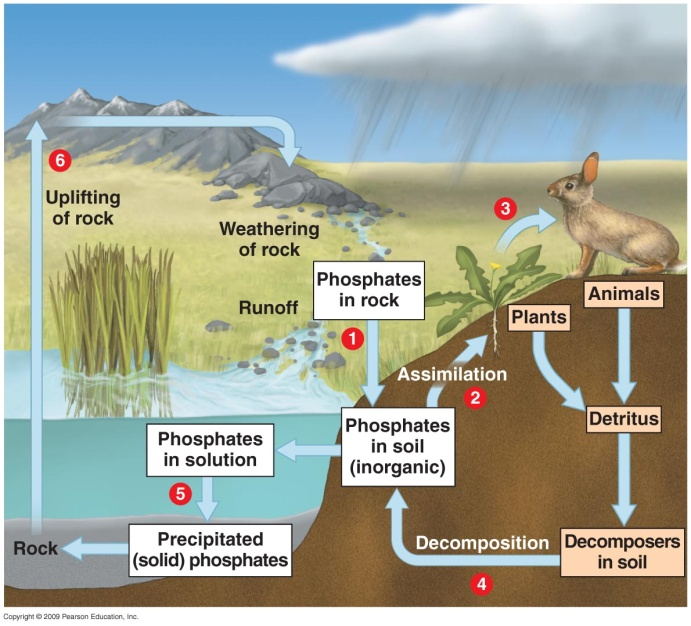 6
Uplifting
of rock
Weathering
of rock
3
Phosphates
in rock
Animals
Runoff
Plants
1
Assimilation
2
Detritus
Phosphates
in soil
(inorganic)
Phosphates
in solution
5
Precipitated
(solid) phosphates
Rock
Decomposition
4
Decomposers
in soil
Copyright © 2009 Pearson Education, Inc.